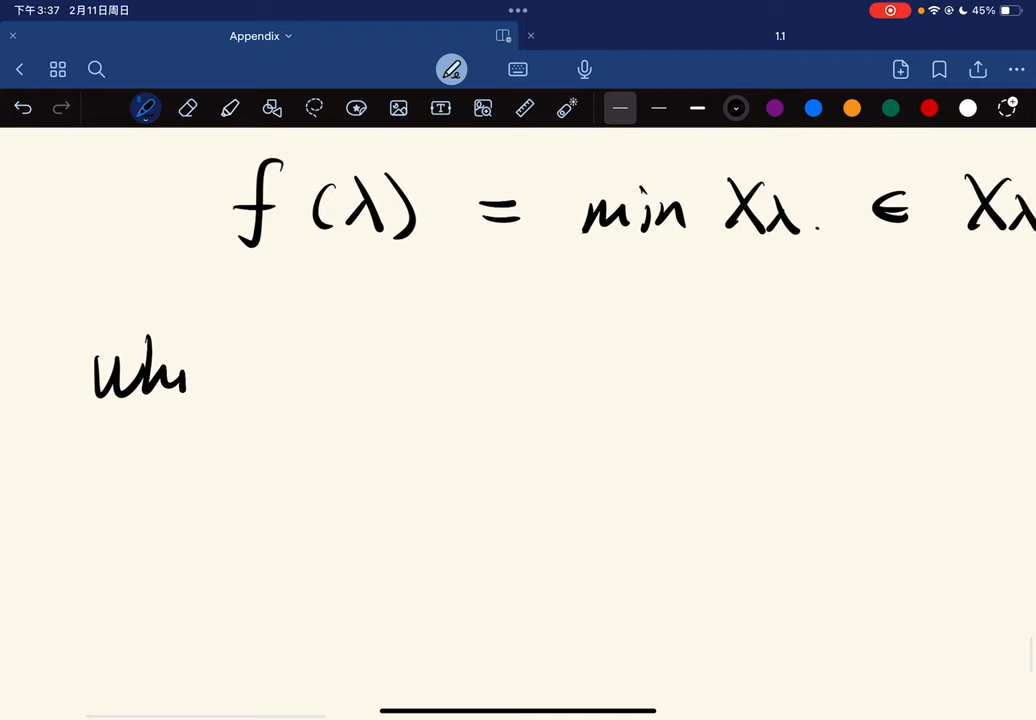 下午3:37 2月11日周日 45%
Appendix 1.1
f(λ) = min Xλ. ∈ Xλ
Wh